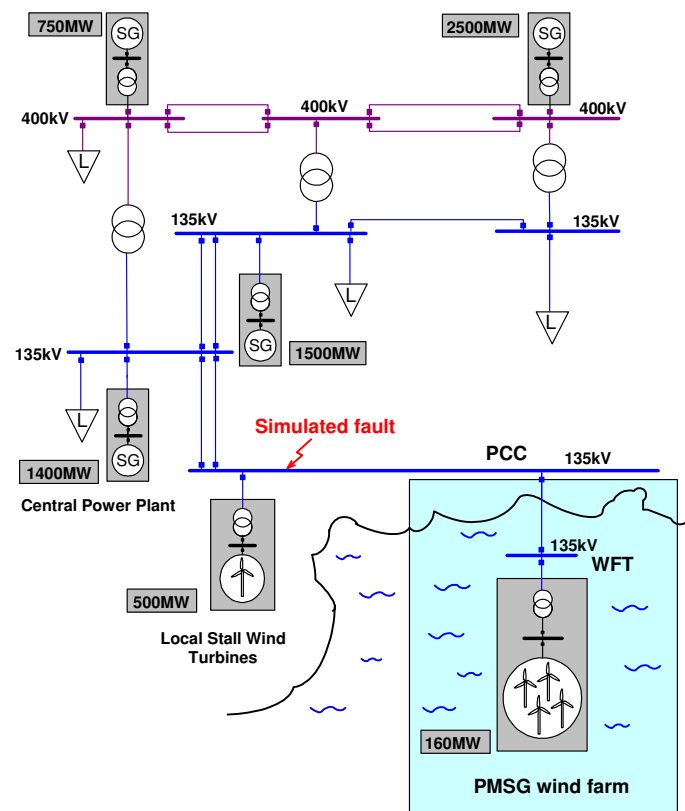 750MW
SG
2500MW
SG
400kV
400kV
400kV
L
135kV
135kV
L
L
SG
1500MW
135kV
L
1400MW
SG
Central Power Plant
Simulated fault
PCC
135kV
135kV
WFT
500MW
Local Stall Wind
Turbines
160MW
PMSG wind farm